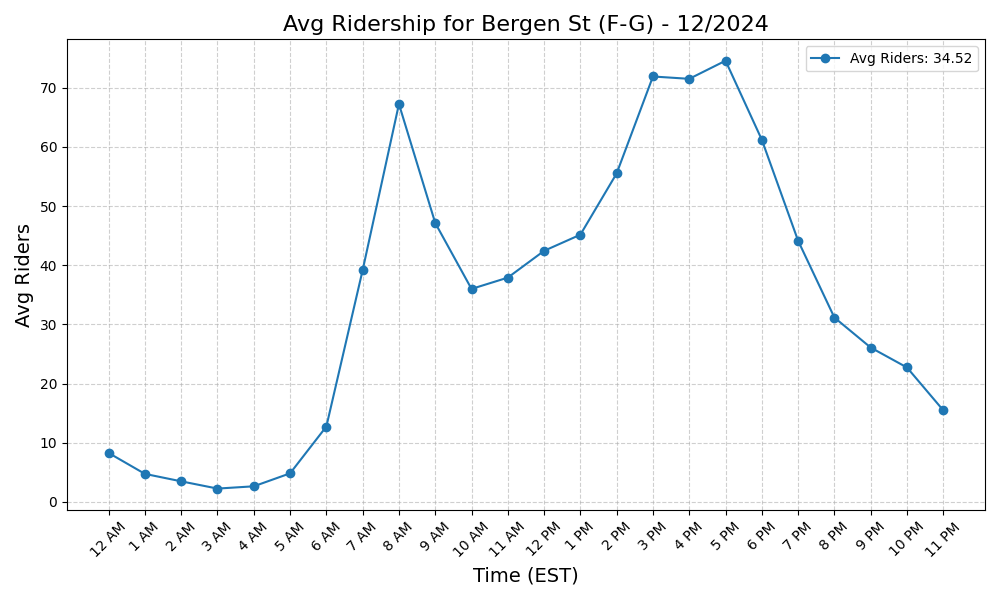 Avg Ridership for Bergen St (F-G) - 12/2024
Avg Riders: 34.52
Avg Riders
70
60
50
40
30
20
10
0
12 AM
1 AM
2 AM
3 AM
4 AM
5 AM
6 AM
7 AM
8 AM
9 AM
10 AM
11 AM
12 PM
1 PM
2 PM
3 PM
4 PM
5 PM
6 PM
7 PM
8 PM
9 PM
10 PM
11 PM
Time (EST)